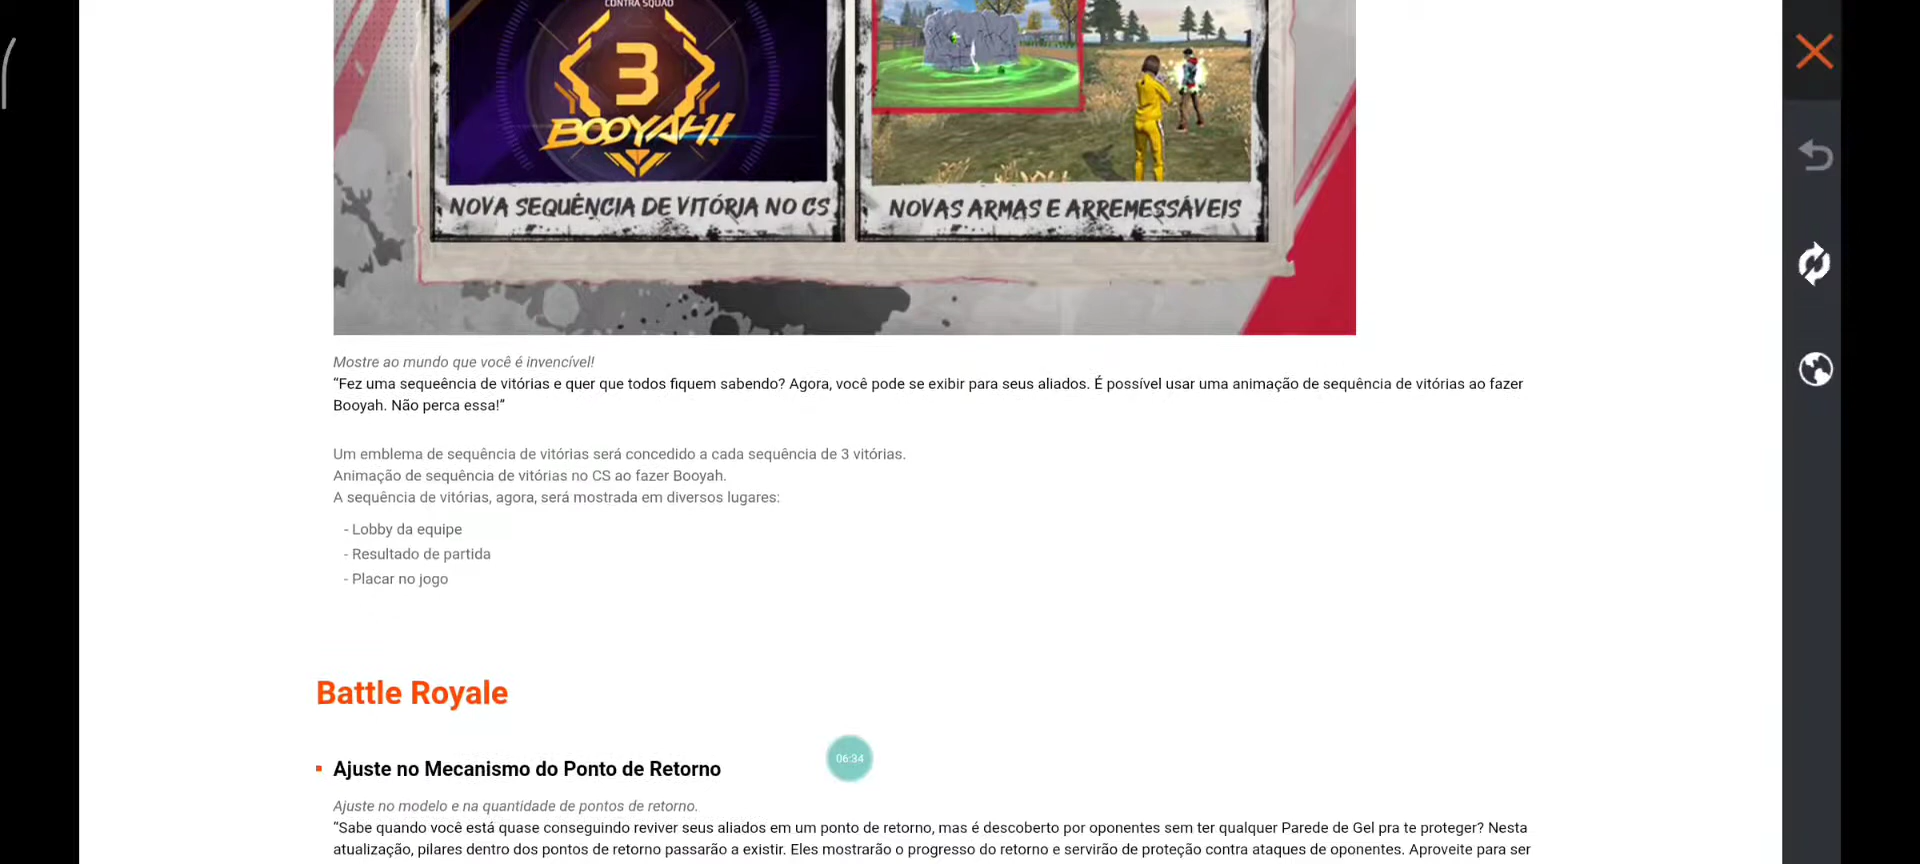 CONTRA SQUAD
3
BOOYAH!
NOVA SEQUÊNCIA DE VITÓRIA NO CS
NOVAS ARMAS E ARREMESSÁVEIS
Mostre ao mundo que você é invencível!
“Fez uma sequeência de vitórias e quer que todos fiquem sabendo? Agora, você pode se exibir para seus aliados. É possível usar uma animação de sequência de vitórias ao fazer
Booyah. Não perca essa!”
Um emblema de sequência de vitórias será concedido a cada sequência de 3 vitórias.
Animação de sequência de vitórias no CS ao fazer Booyah.
A sequência de vitórias, agora, será mostrada em diversos lugares:
- Lobby da equipe
- Resultado de partida
- Placar no jogo
Battle Royale
Ajuste no Mecanismo do Ponto de Retorno
06:34
Ajuste no modelo e na quantidade de pontos de retorno.
“Sabe quando você está quase conseguindo reviver seus aliados em um ponto de retorno, mas é descoberto por oponentes sem ter qualquer Parede de Gel pra te proteger? Nesta
atualização, pilares dentro dos pontos de retorno passarão a existir. Eles mostrarão o progresso do retorno e servirão de proteção contra ataques de oponentes. Aproveite para ser